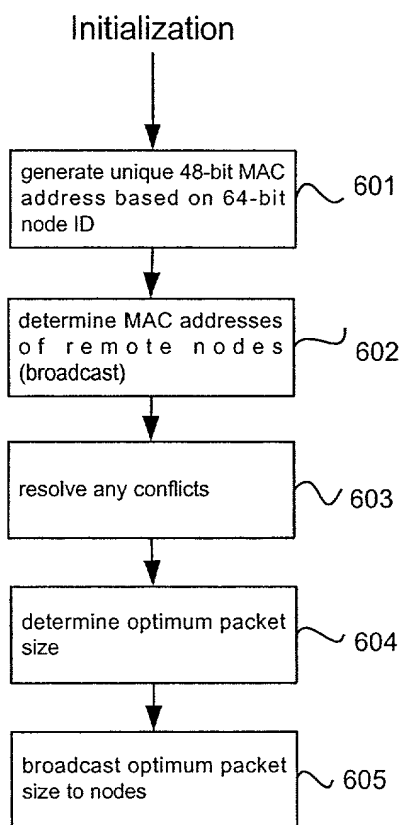 Initialization
generate unique 48-bit MAC
address based on 64-bit
node ID
601
determine MAC addresses
of remote nodes
(broadcast)
602
resolve any conflicts
603
determine optimum packet
size
604
broadcast optimum packet
size to nodes
605